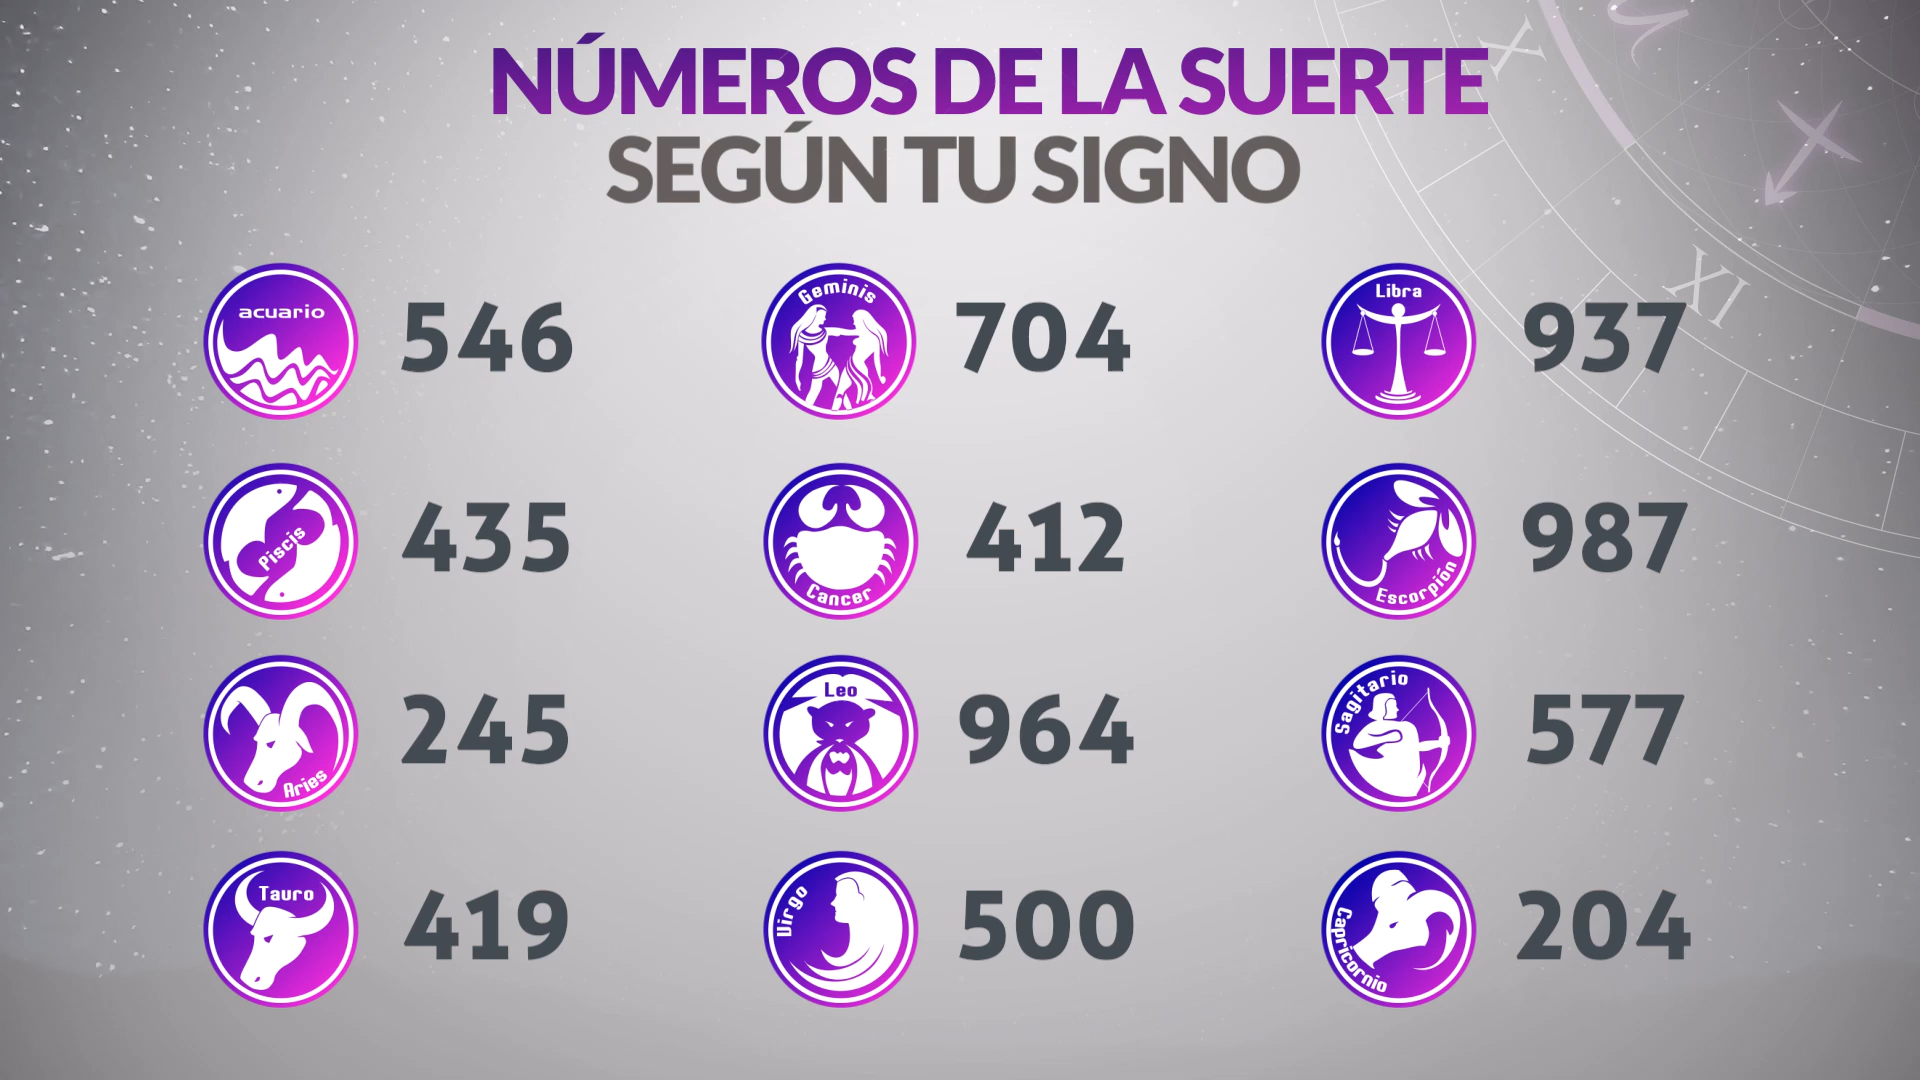 NÚMEROS DE LA SUERTE
SEGÚN TU SIGNO
acuario 546
Geminis 704
Libra 937
Piscis 435
Cancer 412
Escorpión 987
Aries 245
Leo 964
Sagitario 577
Tauro 419
Virgo 500
Capricornio 204
X
XI